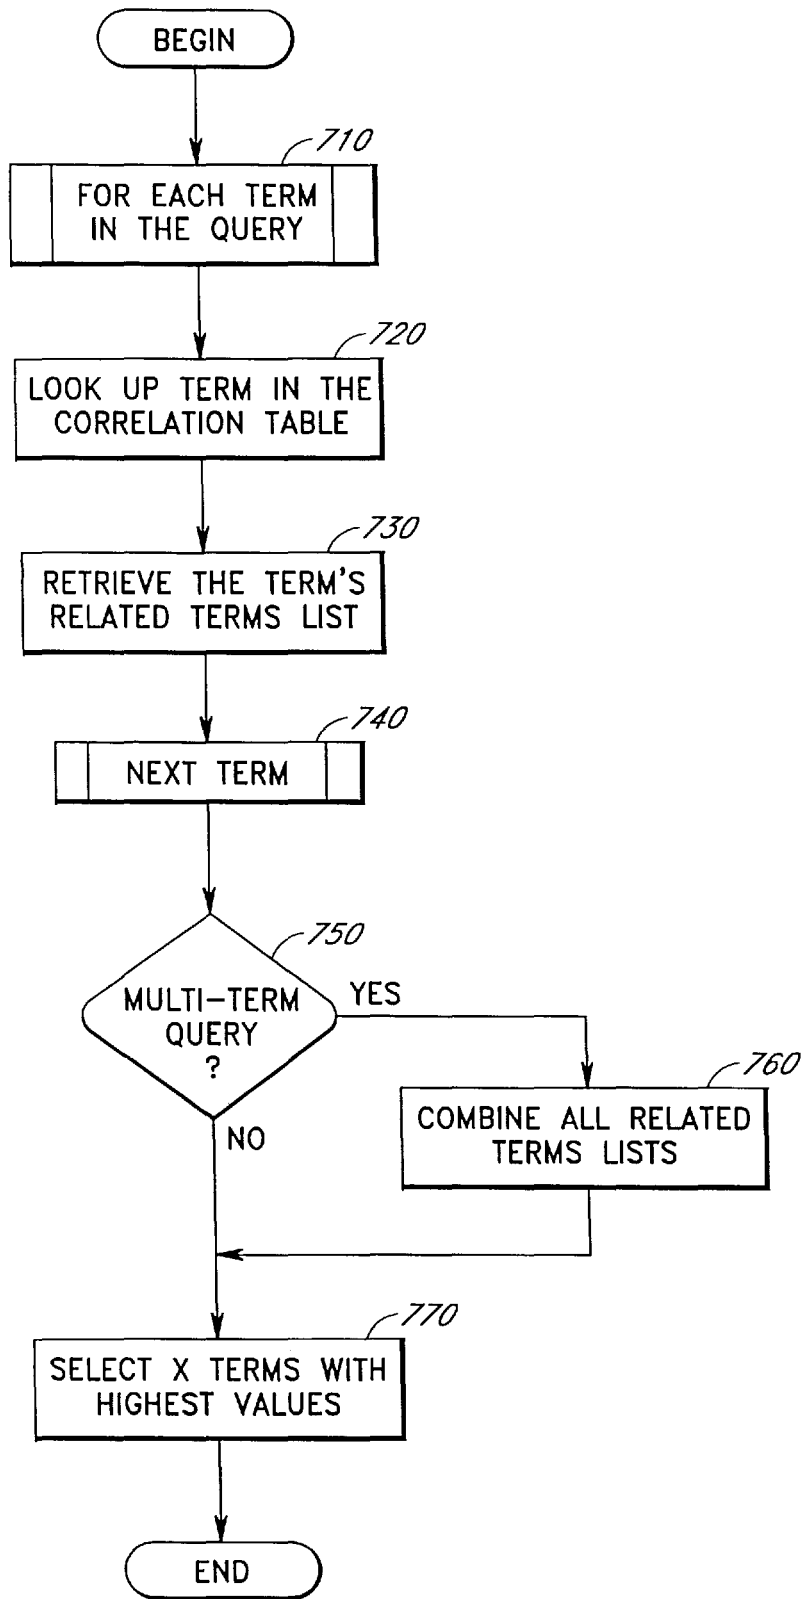 BEGIN
710
FOR EACH TERM
IN THE QUERY
720
LOOK UP TERM IN THE
CORRELATION TABLE
730
RETRIEVE THE TERM'S
RELATED TERMS LIST
740
NEXT TERM
750
MULTI-TERM
QUERY
?
YES
NO
760
COMBINE ALL RELATED
TERMS LISTS
770
SELECT X TERMS WITH
HIGHEST VALUES
END